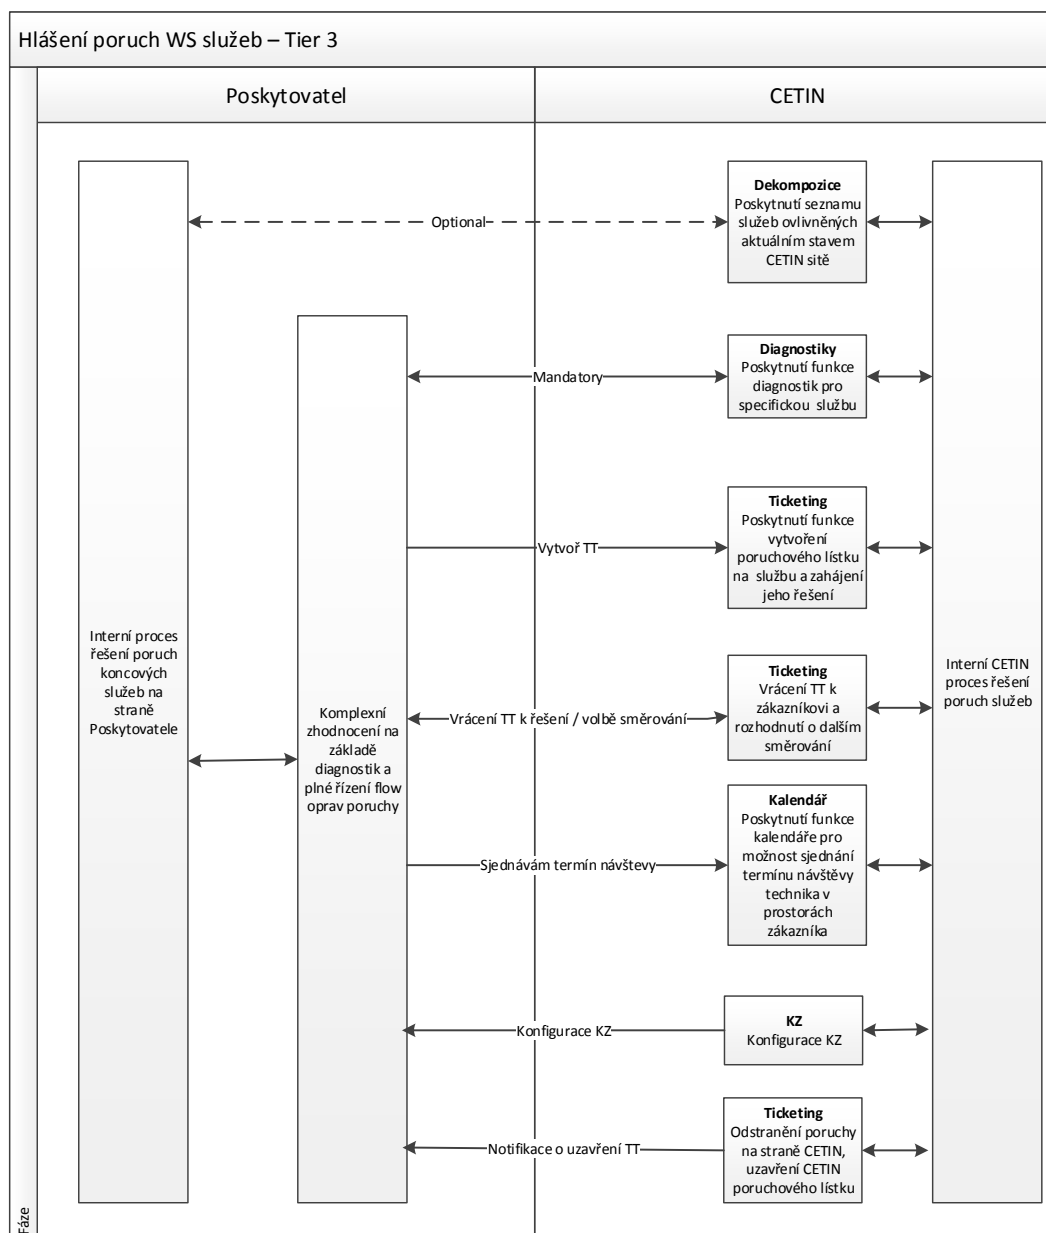 Hlášení poruch WS služeb – Tier 3
Poskytovatel
CETIN
Dekompozice
Poskytnutí seznamu
služeb ovlivněných
aktuálním stavem
CETIN sítě
Optional
Diagnostiky
Poskytnutí funkce
diagnostik pro
specifickou službu
Mandatory
Ticketing
Poskytnutí funkce
vytvoření
poruchového lístku
na službu a zahájení
jeho řešení
Vytvoř TT
Interní proces
řešení poruch
koncových
služeb na
straně
Poskytovatele
Komplexní
zhodnocení na
základě
diagnostik a
plné řízení flow
oprav poruchy
Vrácení TT k řešení / volbě směrování
Ticketing
Vrácení TT k
zákazníkovi a
rozhodnutí o dalším
směrování
Interní CETIN
proces řešení
poruch služeb
Kalendář
Poskytnutí funkce
kalendáře pro
možnost sjednání
termínu návštěvy
technika v
prostorách
zákazníka
Sjednávám termín návštevy
KZ
Konfigurace KZ
Konfigurace KZ
Ticketing
Odstranění poruchy
na straně CETIN,
uzavření CETIN
poruchového lístku
Notifikace o uzavření TT
Fáze